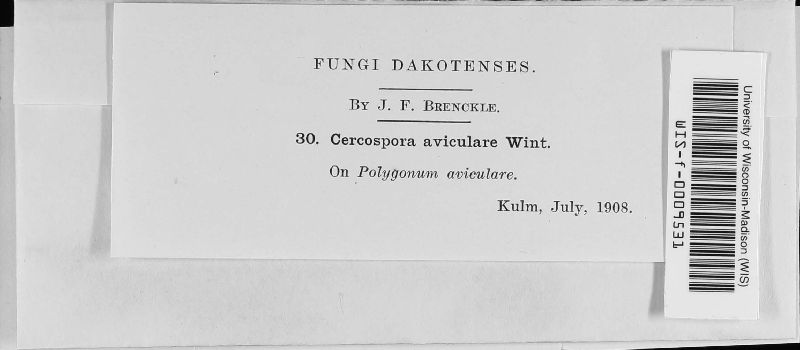 FUNGI DAKOTENSES.
BY J. F. BRENCKLE.
30. Cercospora aviculare Wint.
On Polygonum aviculare.
Kulm, July, 1908.
University of Wisconsin-Madison (WIS)
WIS-f-0009531